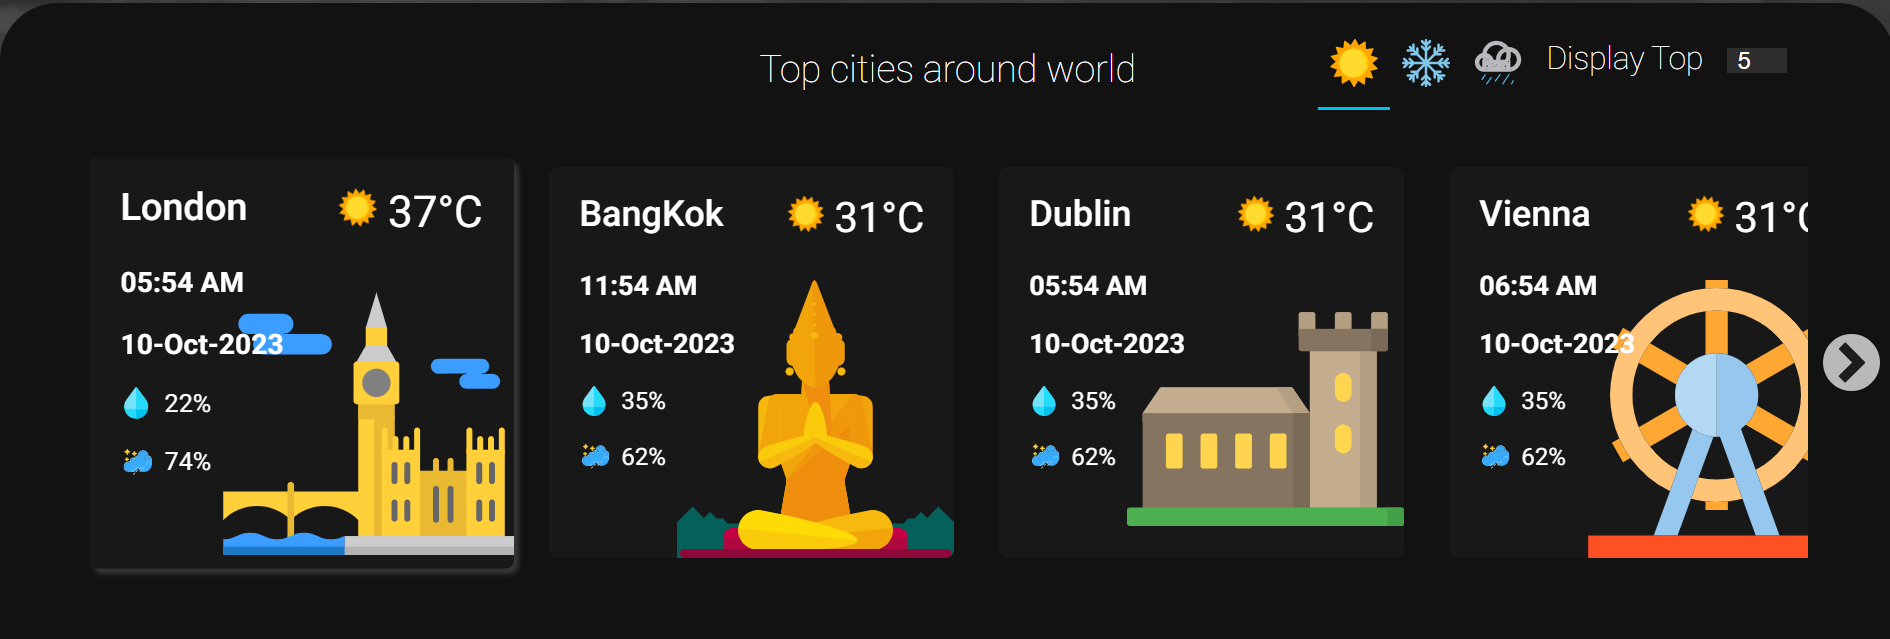 Top cities around world
Display Top 5
London
37°C
05:54 AM
10-Oct-2023
22%
74%
BangKok
31°C
11:54 AM
10-Oct-2023
35%
62%
Dublin
31°C
05:54 AM
10-Oct-2023
35%
62%
Vienna
31°C
06:54 AM
10-Oct-2023
35%
62%